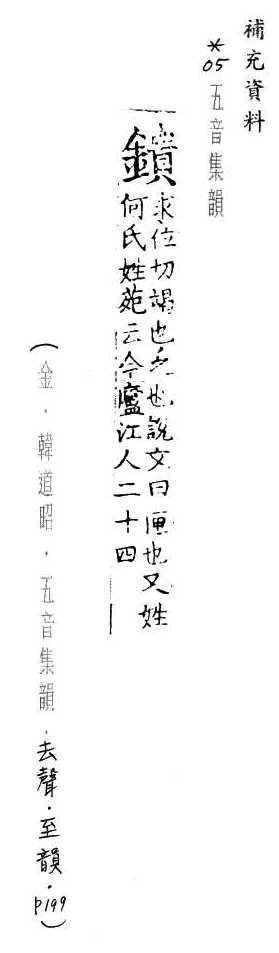 補充資料
*05 五音集韻
鑎 求位切竭也乏也說文曰匣也又姓
何氏姓苑云今廬江人二十四
(金．韓道昭．五音集韻．去聲．至韻．p199)